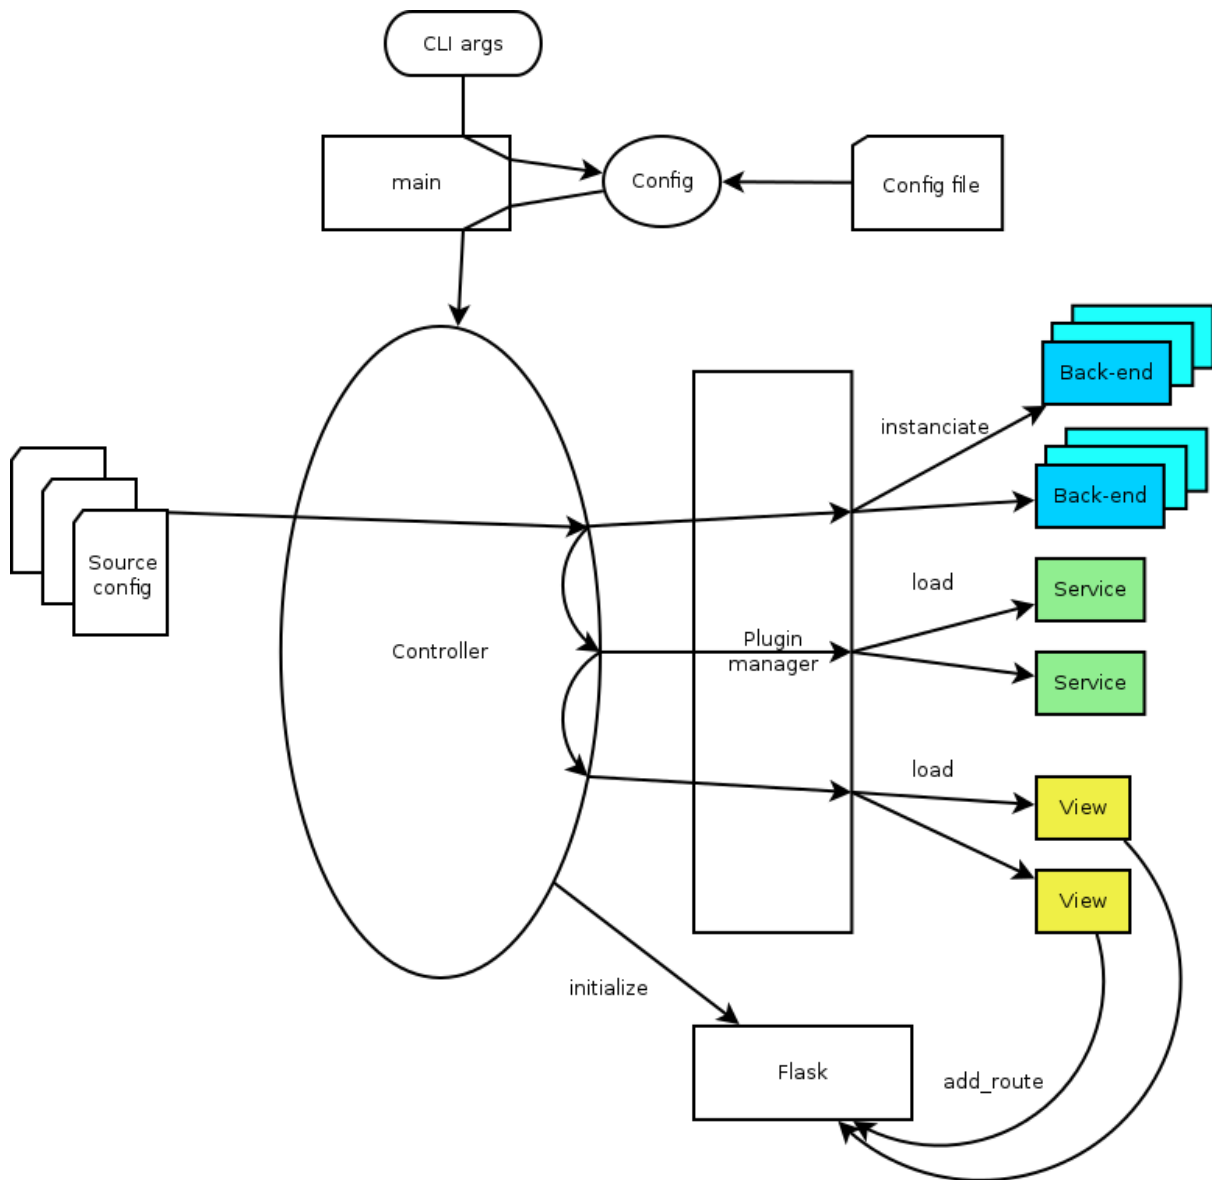 CLI args
main
Config
Config file
Back-end
instanciate
Back-end
Source
config
load
Service
Controller
Plugin
manager
Service
load
View
View
initialize
Flask
add_route